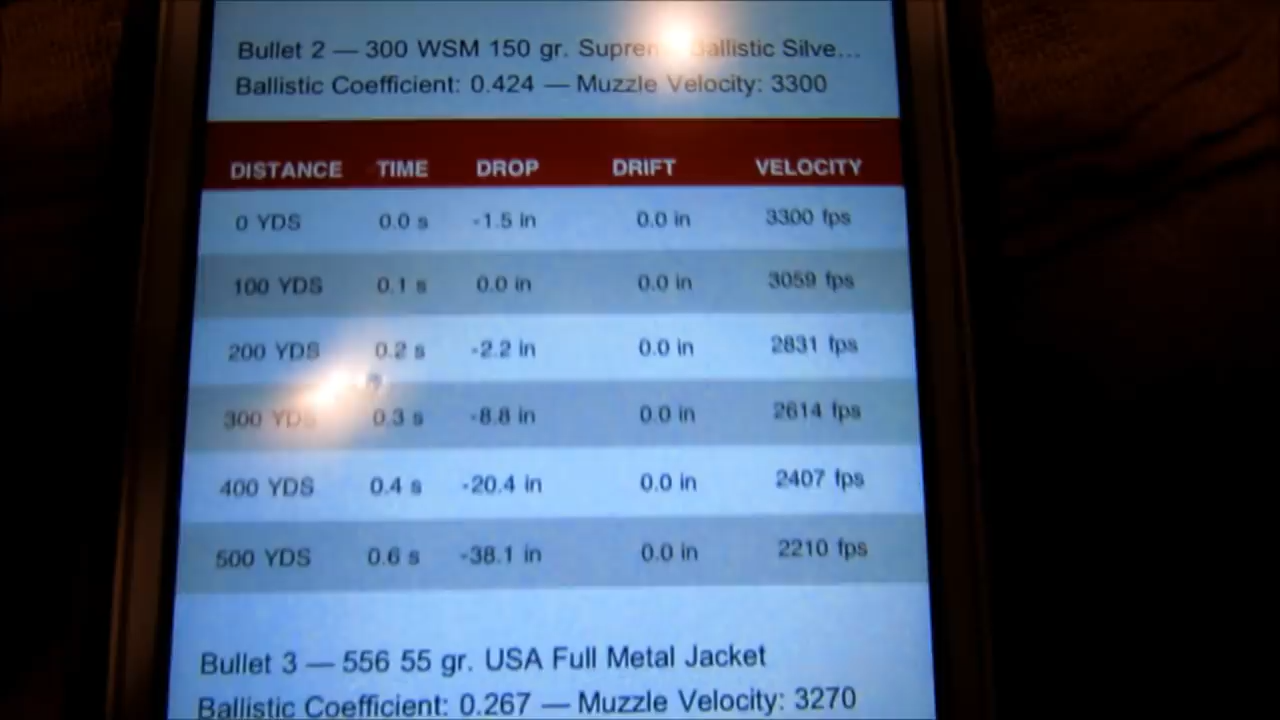 Bullet 2 — 300 WSM 150 gr. Silve...
Ballistic Coefficient: 0.424 — Muzzle Velocity: 3300
DISTANCE TIME DROP DRIFT VELOCITY
0 YDS 0.0 s -1.5 in 0.0 in 3300 fps
100 YDS 0.1 s 0.0 in 0.0 in 3059 fps
200 YDS 0.2 s -2.2 in 0.0 in 2831 fps
300 YDS 0.3 s -8.8 in 0.0 in 2614 fps
400 YDS 0.4 s -20.4 in 0.0 in 2407 fps
500 YDS 0.6 s -38.1 in 0.0 in 2210 fps
Bullet 3 — 556 55 gr. USA Full Metal Jacket
Ballistic Coefficient: 0.267 — Muzzle Velocity: 3270